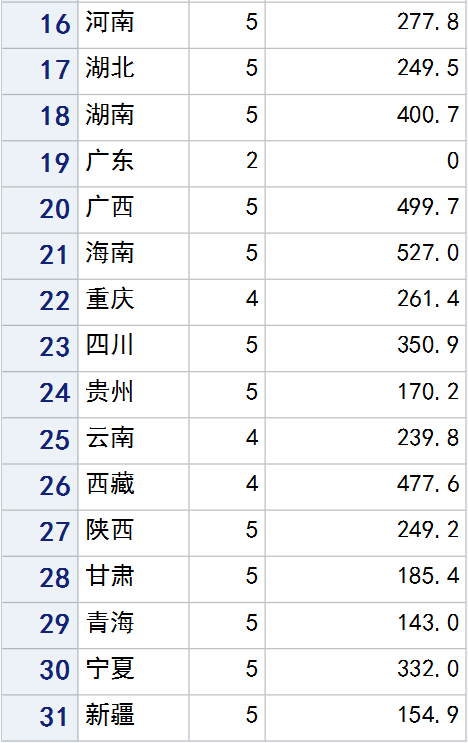 16 河南 5 277.8
17 湖北 5 249.5
18 湖南 5 400.7
19 广东 2 0
20 广西 5 499.7
21 海南 5 527.0
22 重庆 4 261.4
23 四川 5 350.9
24 贵州 5 170.2
25 云南 4 239.8
26 西藏 4 477.6
27 陕西 5 249.2
28 甘肃 5 185.4
29 青海 5 143.0
30 宁夏 5 332.0
31 新疆 5 154.9